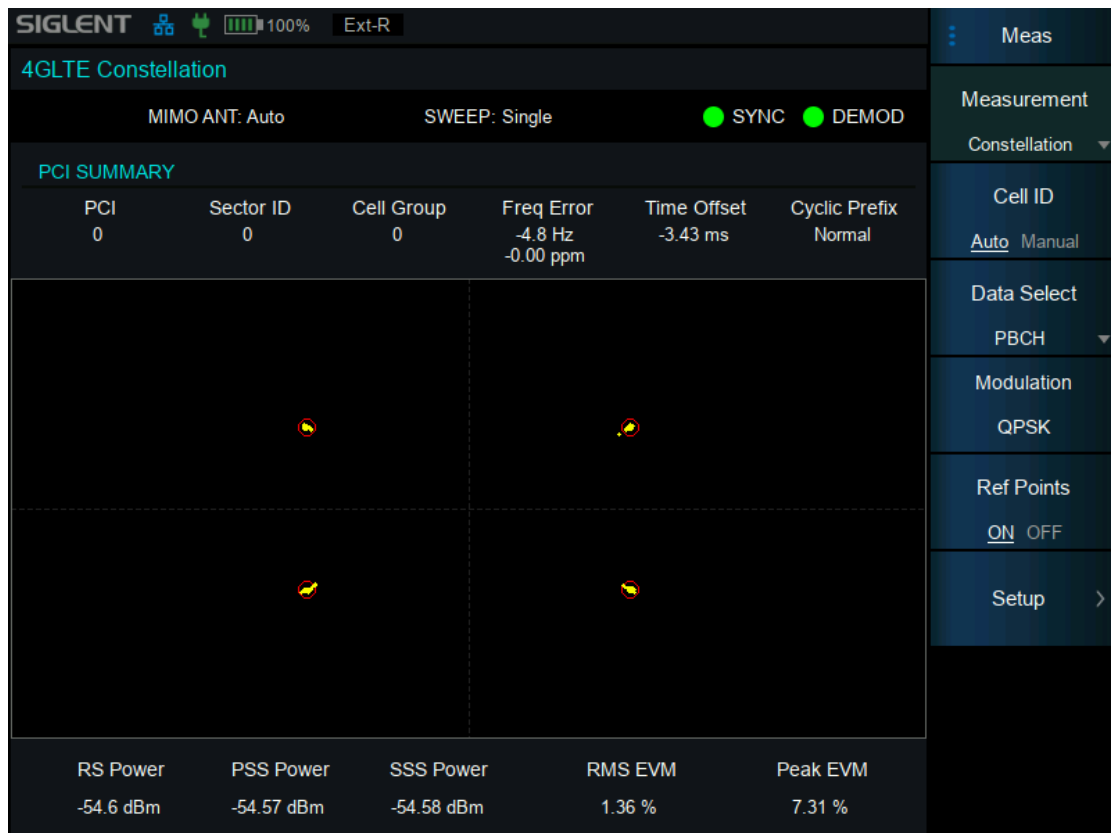 SIGLENT 100% Ext-R
Meas
4GLTE Constellation
MIMO ANT: Auto SWEEP: Single SYNC DEMOD
PCI SUMMARY
PCI Sector ID Cell Group Freq Error Time Offset Cyclic Prefix
0 0 0 -4.8 Hz -3.43 ms Normal
-0.00 ppm
RS Power PSS Power SSS Power RMS EVM Peak EVM
-54.6 dBm -54.57 dBm -54.58 dBm 1.36 % 7.31 %
Measurement
Constellation
Cell ID
Auto Manual
Data Select
PBCH
Modulation
QPSK
Ref Points
ON OFF
Setup